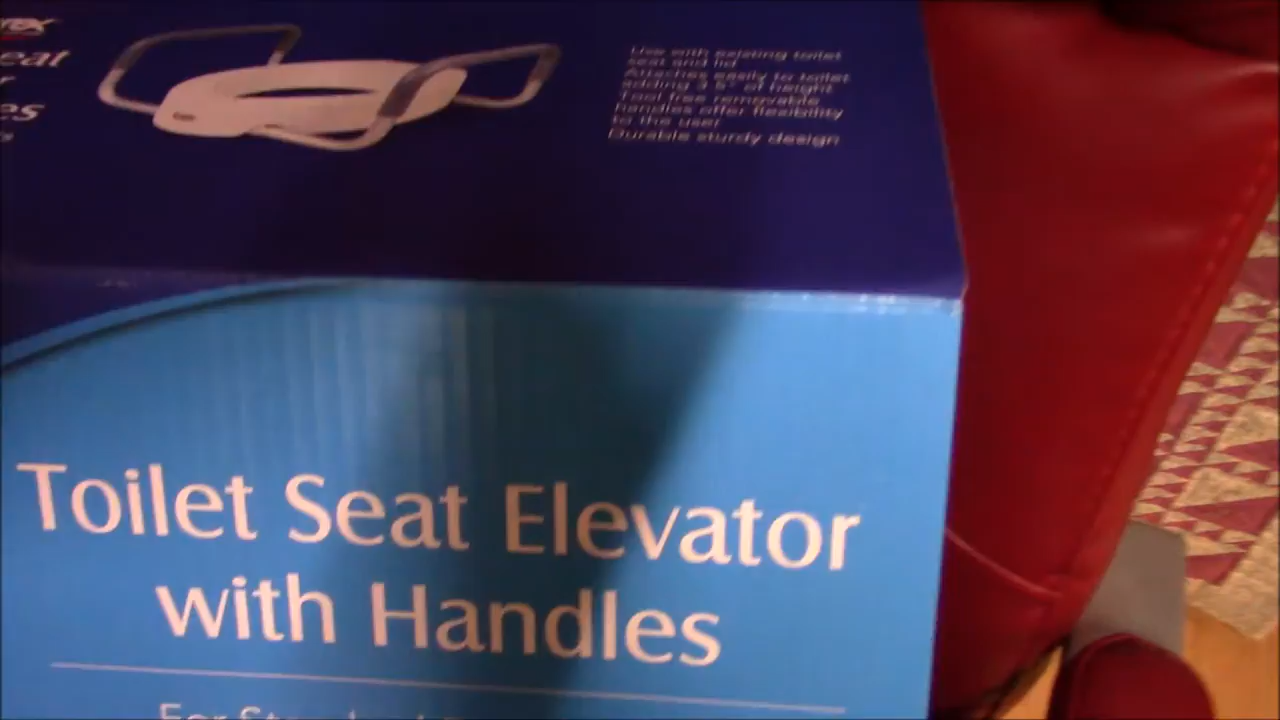 Use with existing toilet
seat and lid
Attaches easily to toilet
adding 3.5" of height
Tool free removable
handles offer flexibility
to the user
Durable sturdy design
Toilet Seat Elevator
with Handles
For